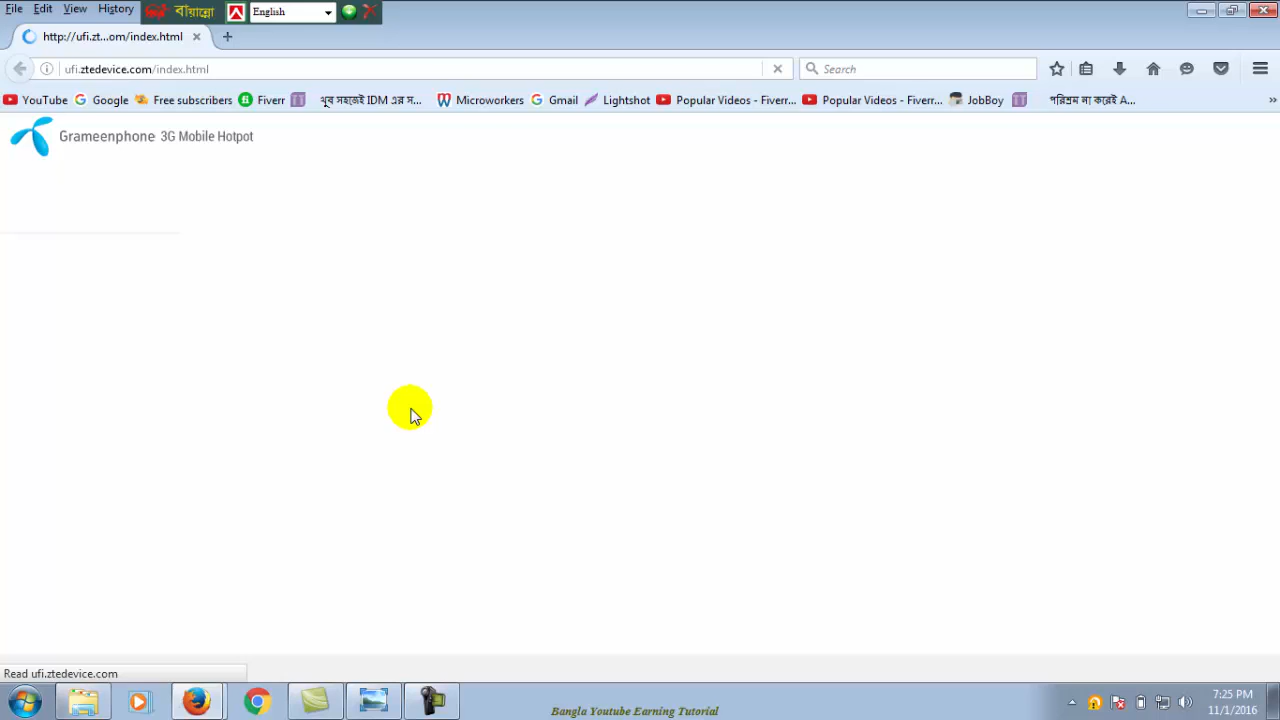 File Edit View History বায়ান্নো English
http://ufi.zt...om/index.html
ufi.ztedevice.com/index.html Search
YouTube Google Free subscribers Fiverr খুব সহজেই IDM এর স... Microworkers Gmail Lightshot Popular Videos - Fiverr... Popular Videos - Fiverr... JobBoy পরিশ্রম না করেই A...
Grameenphone 3G Mobile Hotpot
Read ufi.ztedevice.com
7:25 PM
Bangla Youtube Earning Tutorial 11/1/2016